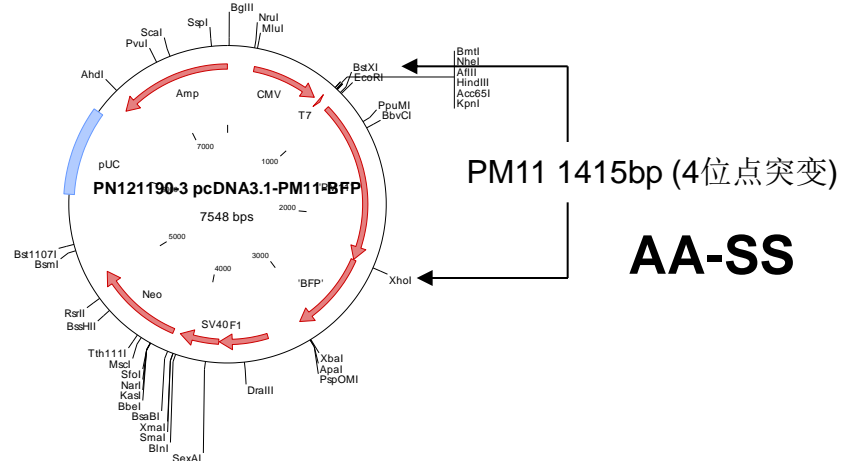 BglII
NruI
MluI
SspI
ScaI
PvuI
AhdI
BstXI
EcoRI
BmtI
NheI
AflII
HindIII
Acc65I
KpnI
PpuMI
BbvCI
Amp
CMV
T7
pUC
7000
1000
PN121190-3 pcDNA3.1-PM11-BFP
7548 bps
2000
3000
4000
5000
PM11 1415bp (4位点突变)
AA-SS
XhoI
'BFP'
Bst1107I
BsmI
Neo
SV40
F1
RsrII
BssHII
Tth111I
MscI
SfoI
NarI
KasI
BbeI
BsaBI
XmaI
SmaI
BlnI
SexAI
DraIII
XbaI
ApaI
PspOMI